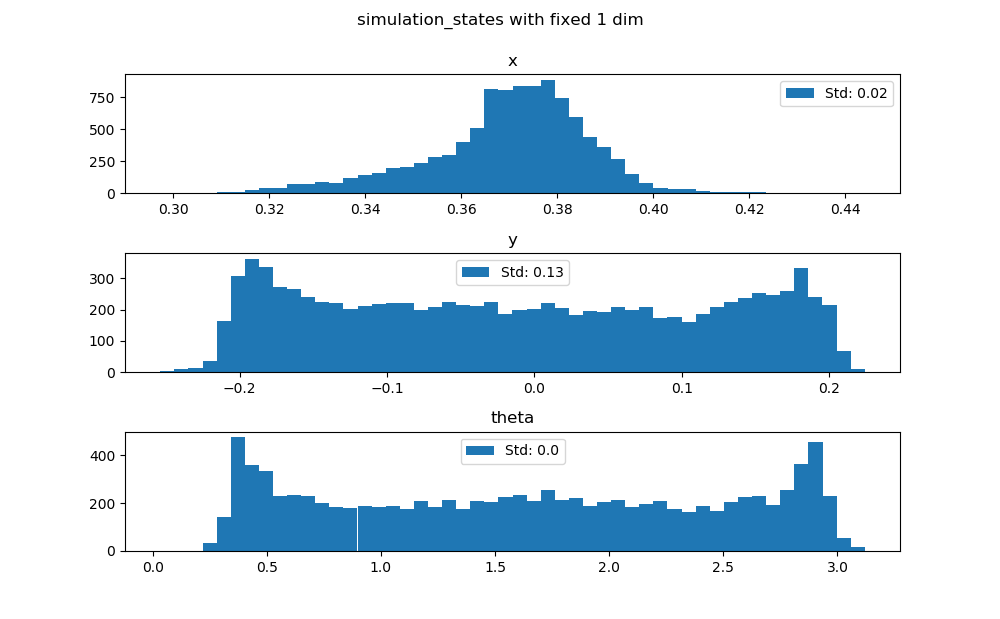 simulation_states with fixed 1 dim
x
Std: 0.02
750
500
250
0
0.30 0.32 0.34 0.36 0.38 0.40 0.42 0.44
y
Std: 0.13
300
200
100
0
−0.2 −0.1 0.0 0.1 0.2
theta
Std: 0.0
400
200
0
0.0 0.5 1.0 1.5 2.0 2.5 3.0